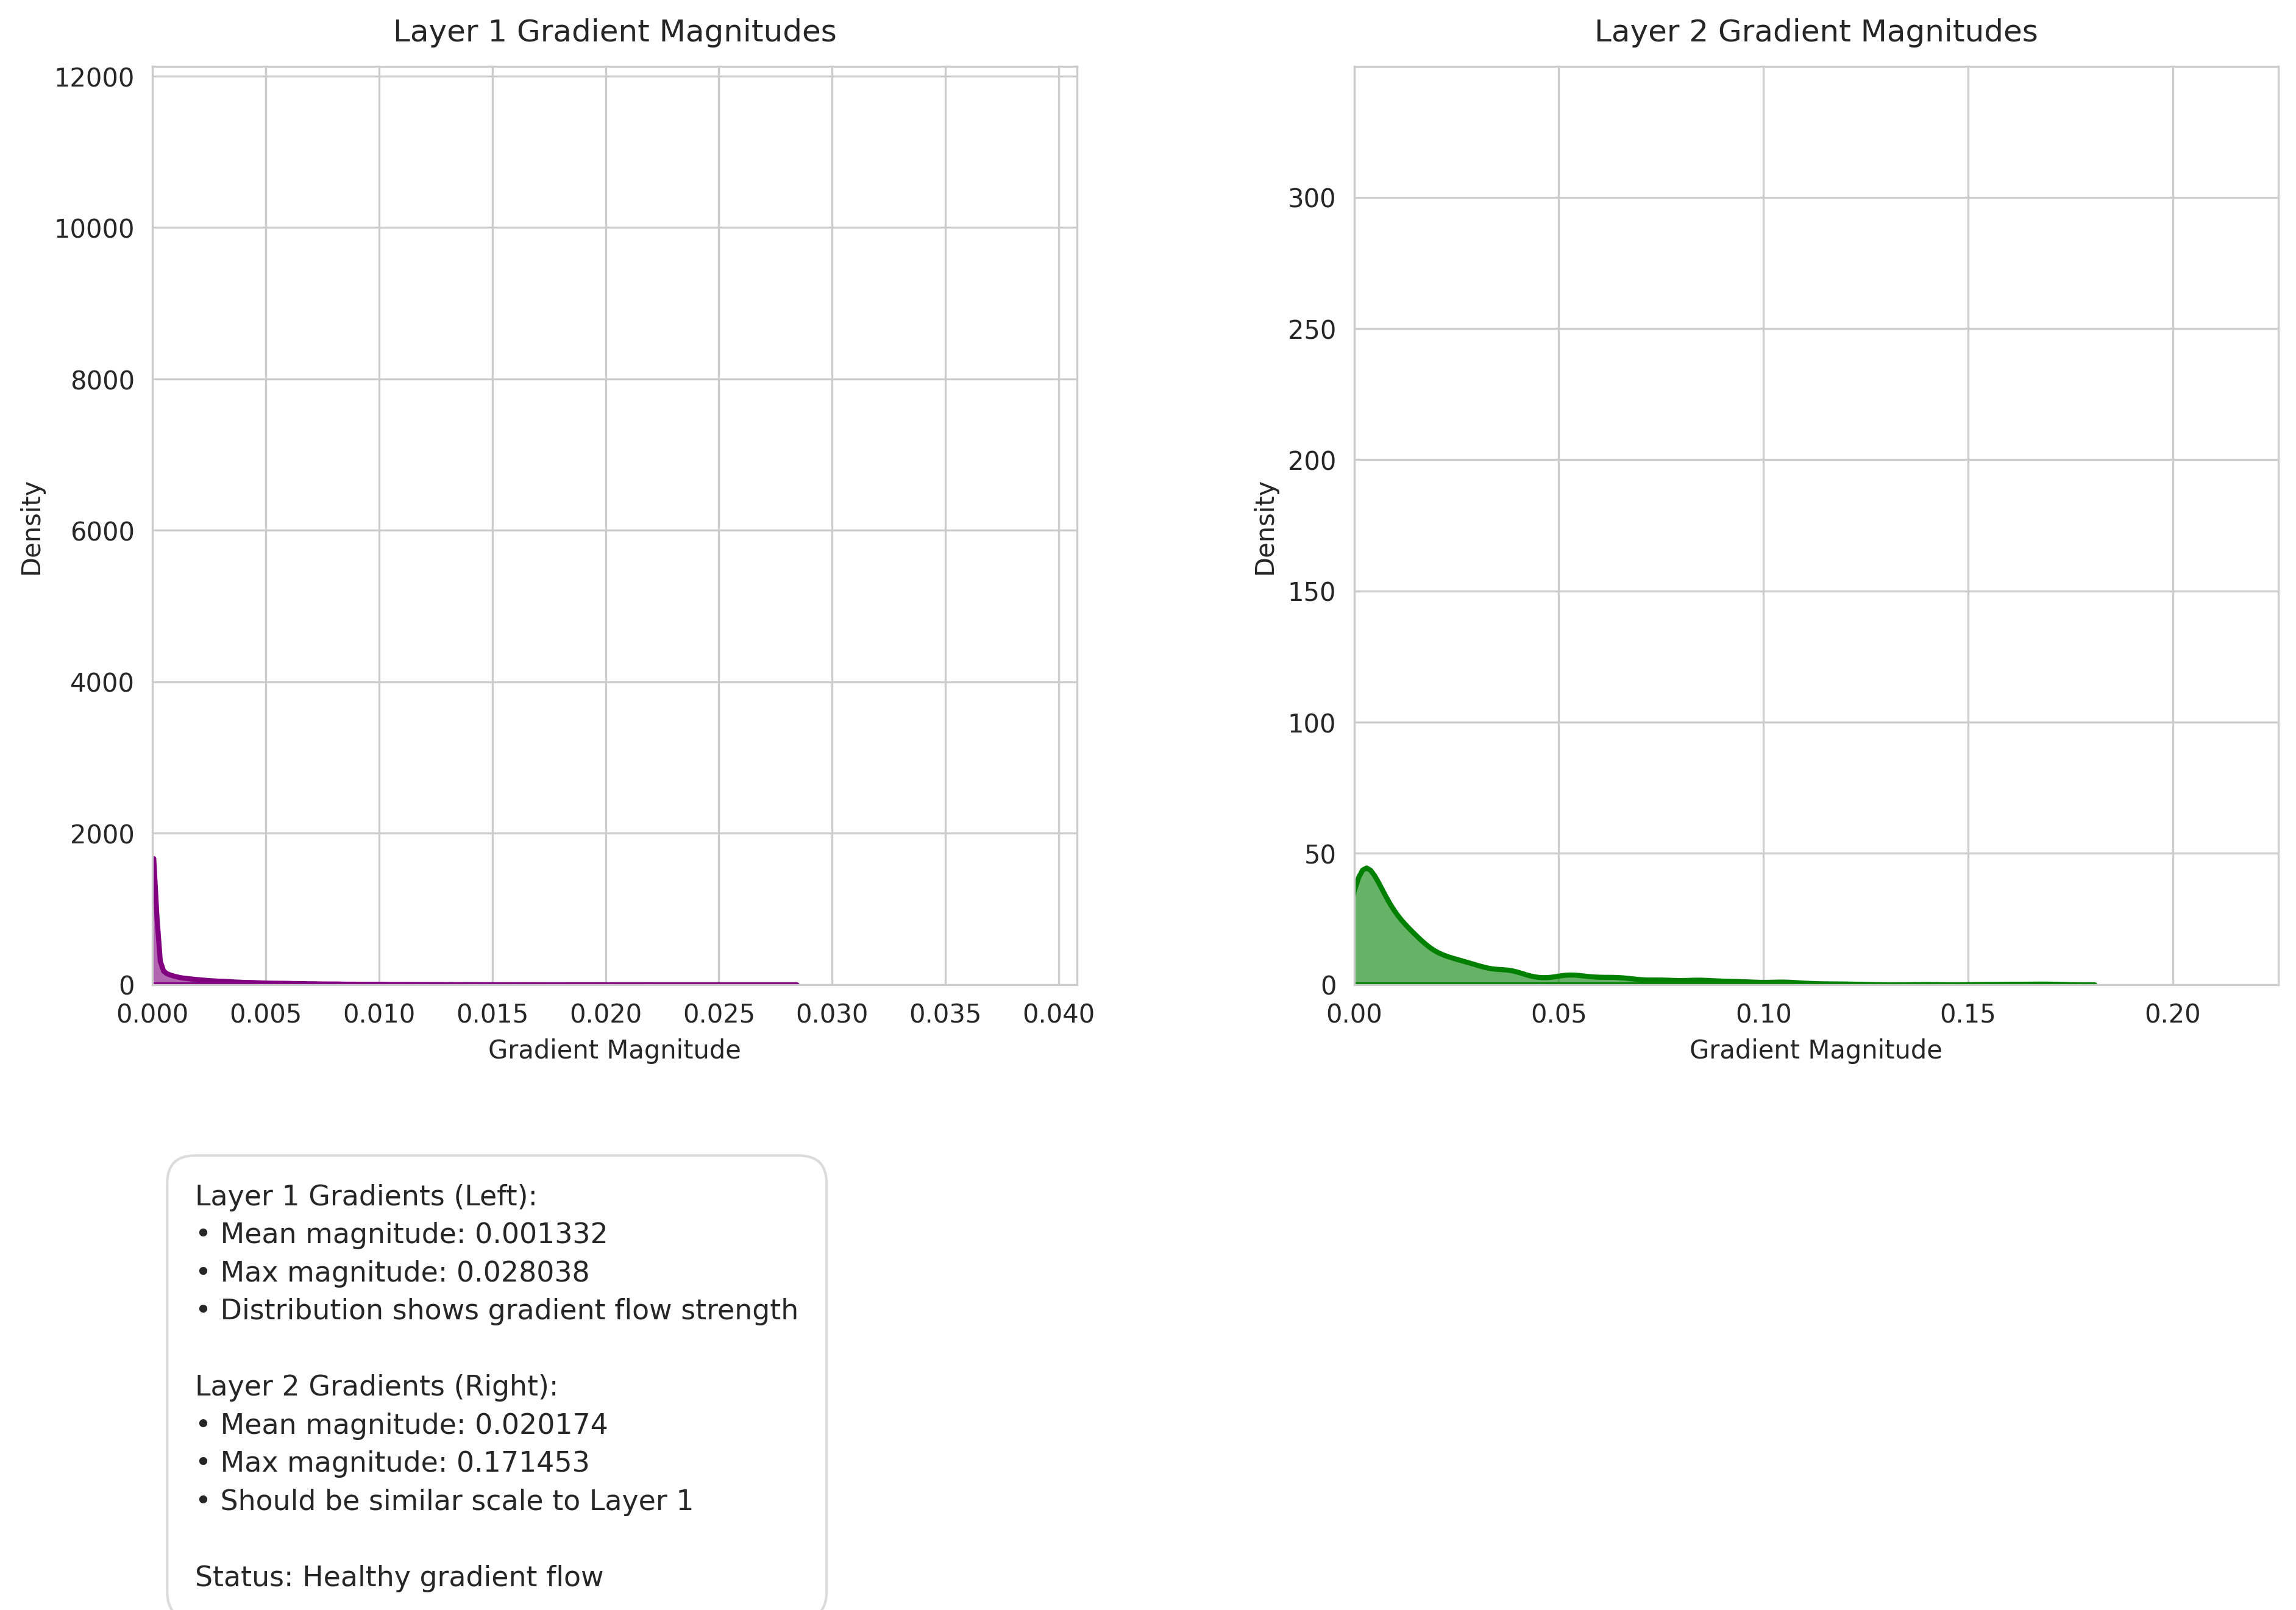 Layer 1 Gradient Magnitudes
12000
10000
8000
6000
4000
2000
0
Density
0.000 0.005 0.010 0.015 0.020 0.025 0.030 0.035 0.040
Gradient Magnitude
Layer 2 Gradient Magnitudes
300
250
200
150
100
50
0
Density
0.00 0.05 0.10 0.15 0.20
Gradient Magnitude
Layer 1 Gradients (Left):
• Mean magnitude: 0.001332
• Max magnitude: 0.028038
• Distribution shows gradient flow strength
Layer 2 Gradients (Right):
• Mean magnitude: 0.020174
• Max magnitude: 0.171453
• Should be similar scale to Layer 1
Status: Healthy gradient flow